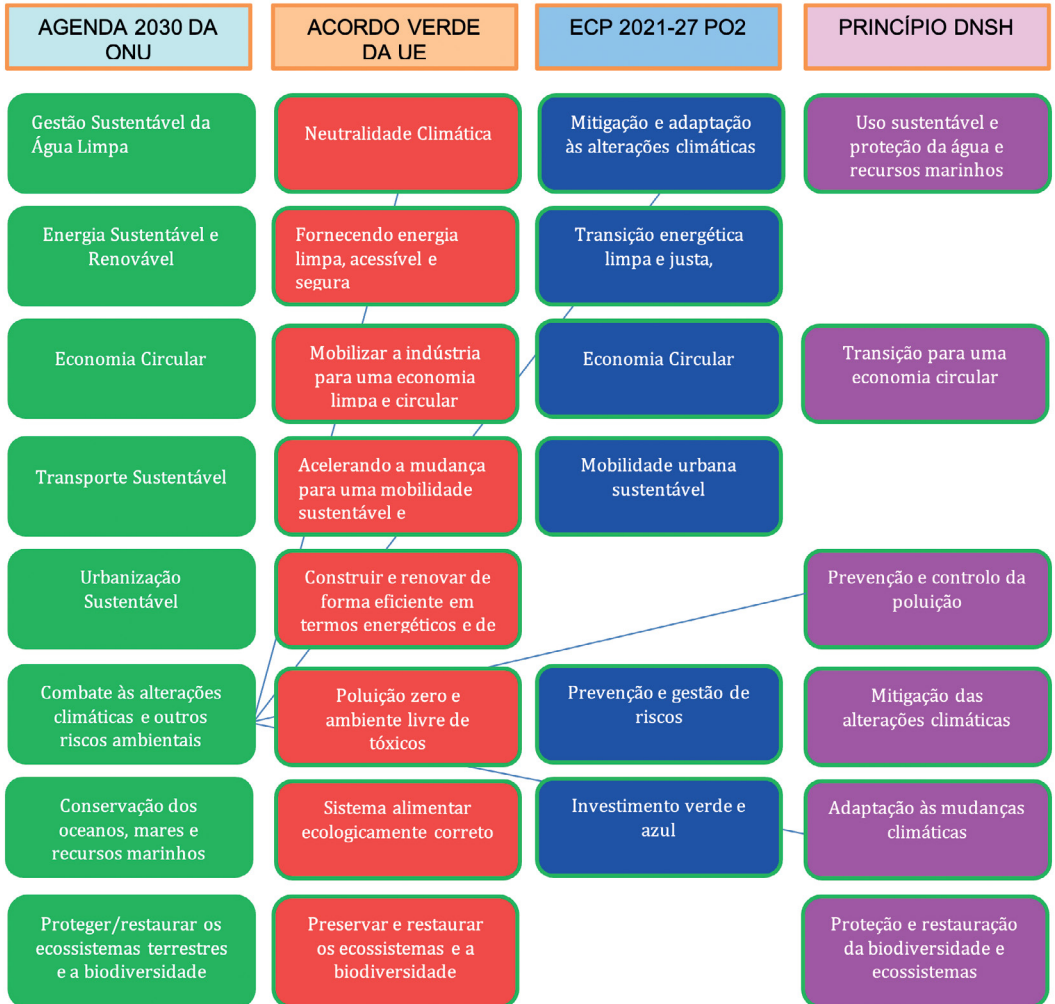 AGENDA 2030 DA
ONU
ACORDO VERDE
DA UE
ECP 2021-27 PO2
PRINCÍPIO DNSH
Gestão Sustentável da
Água Limpa
Neutralidade Climática
Mitigação e adaptação
às alterações climáticas
Uso sustentável e
proteção da água e
recursos marinhos
Energia Sustentável e
Renovável
Fornecendo energia
limpa, acessível e
segura
Transição energética
limpa e justa,
Economia Circular
Mobilizar a indústria
para uma economia
limpa e circular
Economia Circular
Transição para uma
economia circular
Transporte Sustentável
Acelerando a mudança
para uma mobilidade
sustentável e
Mobilidade urbana
sustentável
Urbanização
Sustentável
Construir e renovar de
forma eficiente em
termos energéticos e de
Prevenção e controlo da
poluição
Combate às alterações
climáticas e outros
riscos ambientais
Poluição zero e
ambiente livre de
tóxicos
Prevenção e gestão de
riscos
Mitigação das
alterações climáticas
Conservação dos
oceanos, mares e
recursos marinhos
Sistema alimentar
ecologicamente correto
Investimento verde e
azul
Adaptação às mudanças
climáticas
Proteger/restaurar os
ecossistemas terrestres
e a biodiversidade
Preservar e restaurar
os ecossistemas e a
biodiversidade
Proteção e restauração
da biodiversidade e
ecossistemas